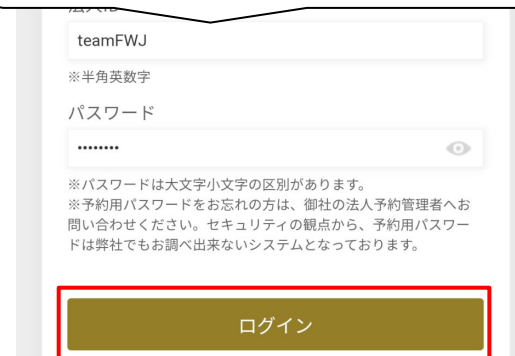 法人ID
teamFWJ
※半角英数字
パスワード
••••••••
※パスワードは大文字小文字の区別があります。
※予約用パスワードをお忘れの方は、御社の法人予約管理者へお
問い合わせください。セキュリティの観点から、予約用パスワー
ドは弊社でもお調べ出来ないシステムとなっております。
ログイン